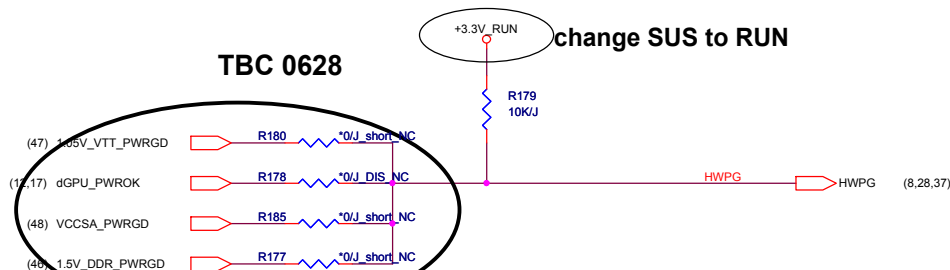 +3.3V_RUN
change SUS to RUN
TBC 0628
R179
10K/J
(47) 1.05V_VTT_PWRGD R180 *0/J_short_NC
(12,17) dGPU_PWROK R178 *0/J_DIS_NC HWPG HWPG (8,28,37)
(48) VCCSA_PWRGD R185 *0/J_short_NC
(46) 1.5V_DDR_PWRGD R177 *0/J_short_NC